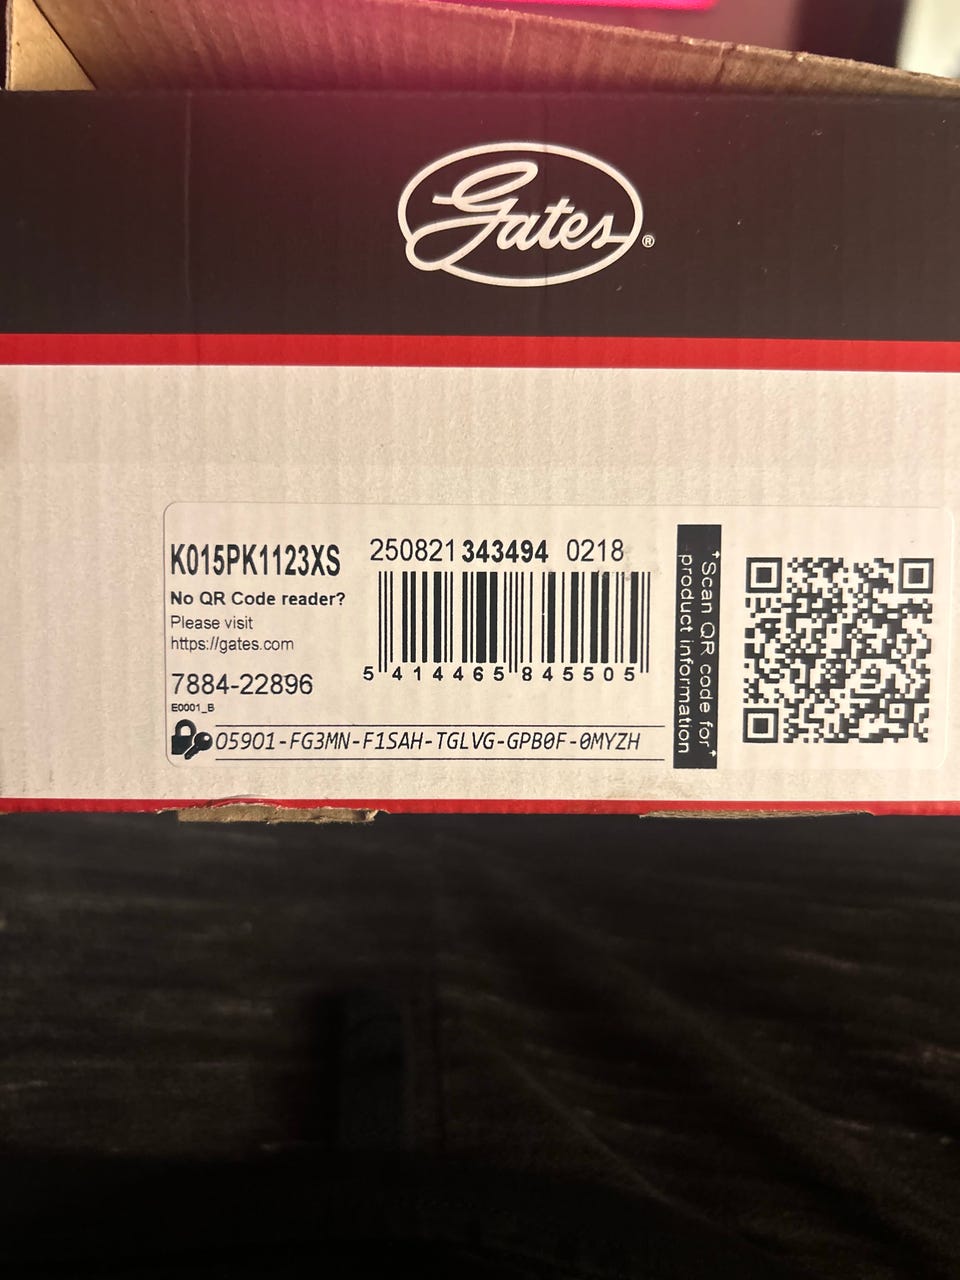 Gates®
K015PK1123XS
250821 343494 0218
No QR Code reader?
Please visit
https://gates.com
5 414465 845505
7884-22896
E0001_B
O59O1-FG3MN-F1SAH-TGLVG-GPB0F-0MYZH
*Scan QR code for*
product information